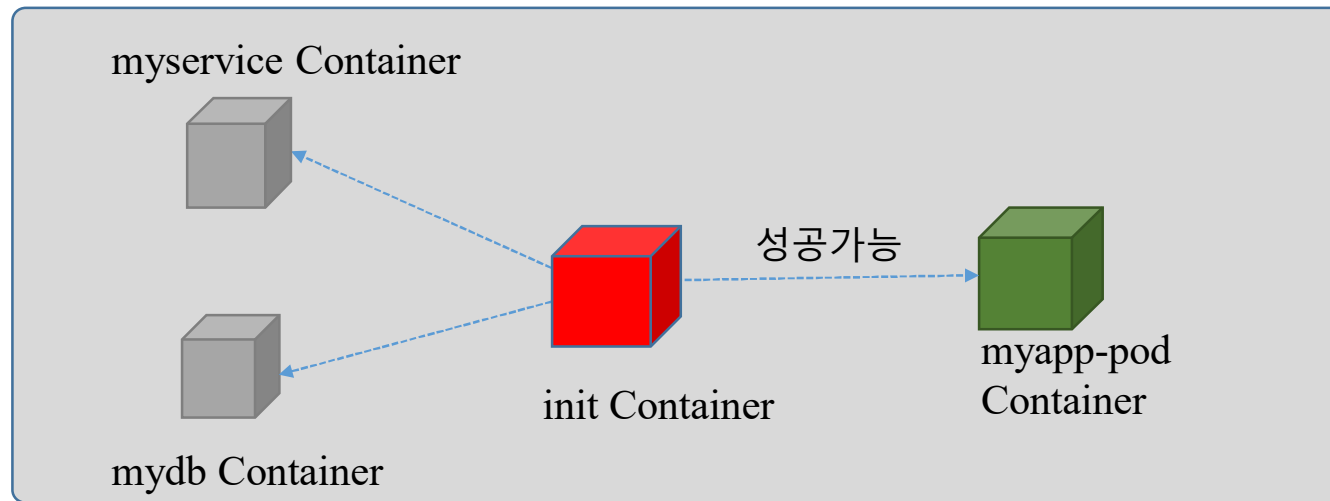 myservice Container
성공가능
myapp-pod
Container
init Container
mydb Container